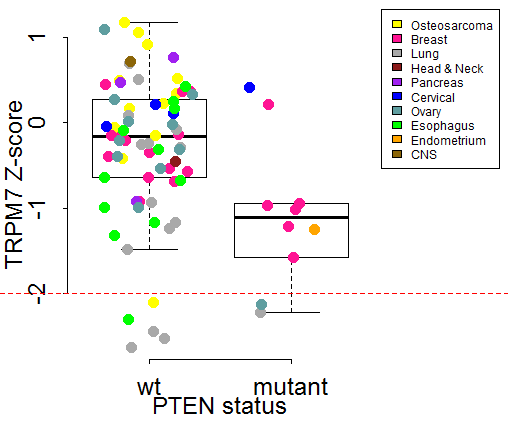 Osteosarcoma
Breast
Lung
Head & Neck
Pancreas
Cervical
Ovary
Esophagus
Endometrium
CNS
TRPM7 Z-score
1
0
-1
-2
wt mutant
PTEN status